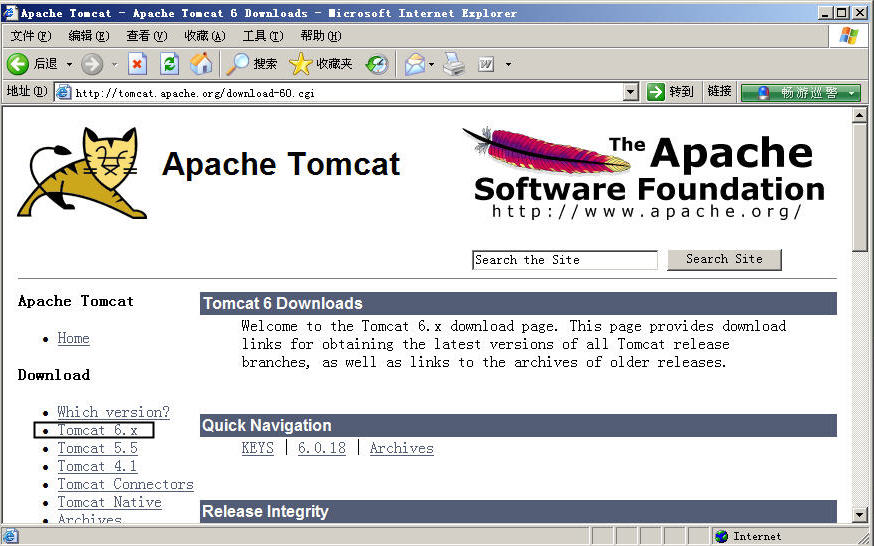 Apache Tomcat - Apache Tomcat 6 Downloads - Microsoft Internet Explorer
文件(F) 编辑(E) 查看(V) 收藏(A) 工具(T) 帮助(H)
后退 搜索 收藏夹
地址(D) http://tomcat.apache.org/download-60.cgi 转到 链接 畅游巡警
Apache Tomcat
The Apache
Software Foundation
http://www.apache.org/
Search the Site Search Site
Apache Tomcat
Home
Download
Which version?
Tomcat 6.x
Tomcat 5.5
Tomcat 4.1
Tomcat Connectors
Tomcat Native
Archives
Tomcat 6 Downloads
Welcome to the Tomcat 6.x download page. This page provides download
links for obtaining the latest versions of all Tomcat release
branches, as well as links to the archives of older releases.
Quick Navigation
KEYS | 6.0.18 | Archives
Release Integrity
Internet